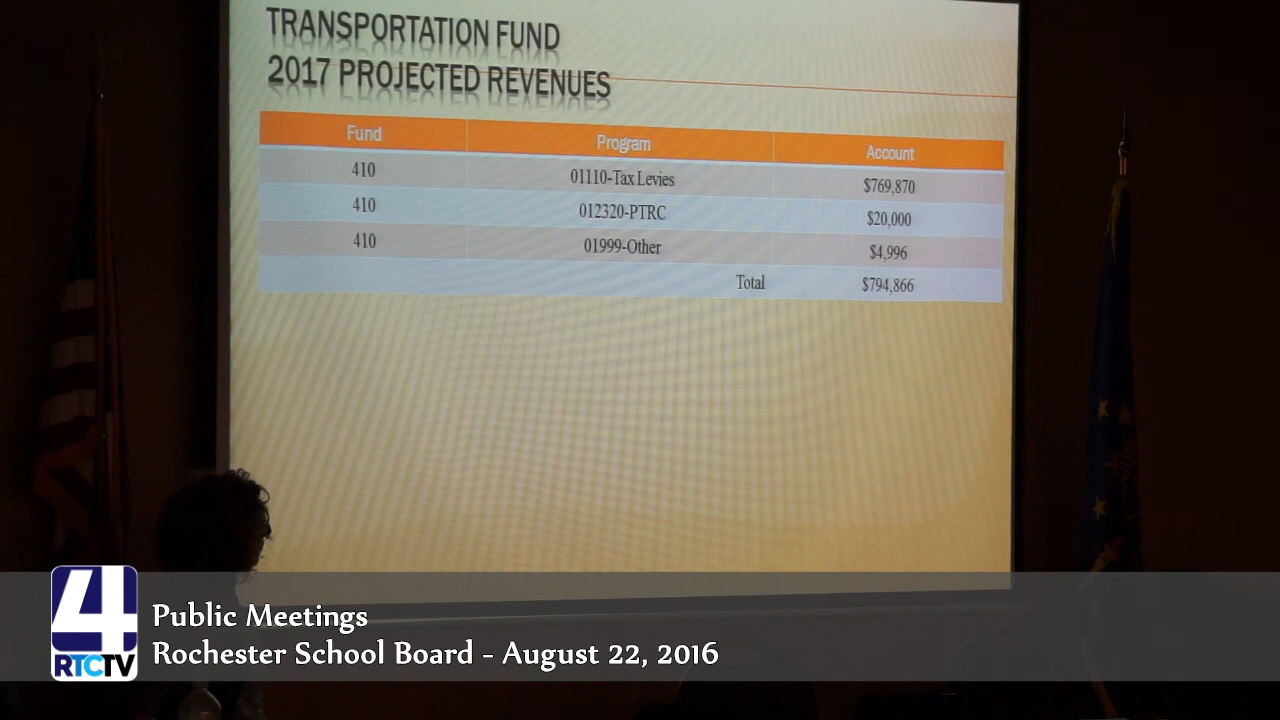 TRANSPORTATION FUND
2017 PROJECTED REVENUES
Fund Program Account
410 01110-Tax Levies $769,870
410 012320-PTRC $20,000
410 01999-Other $4,996
Total $794,866
4
RTCTV
Public Meetings
Rochester School Board - August 22, 2016